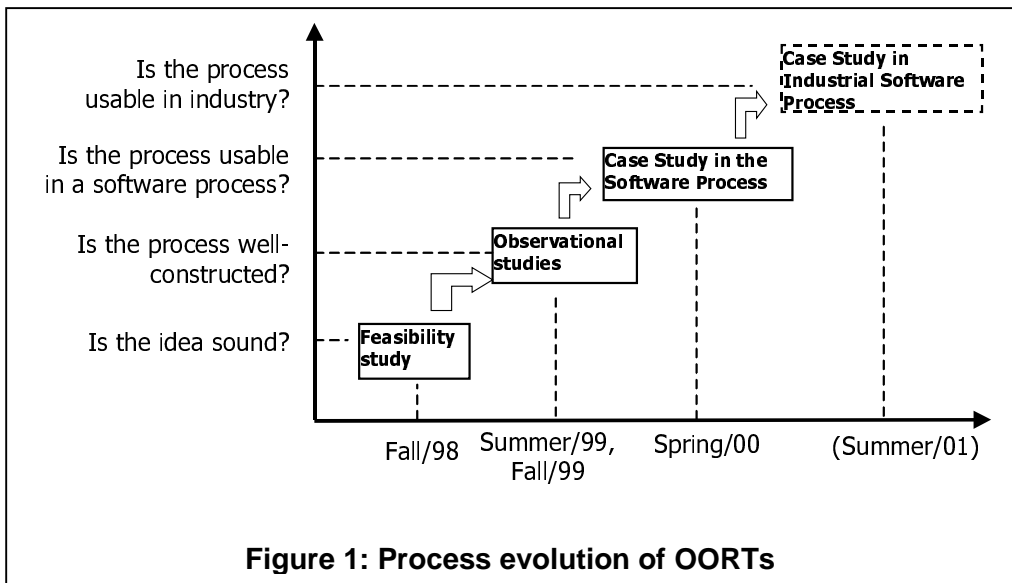 Is the process
usable in industry?
Case Study in
Industrial Software
Process
Is the process usable
in a software process?
Case Study in the
Software Process
Is the process well-
constructed?
Observational
studies
Is the idea sound?
Feasibility
study
Fall/98
Summer/99,
Fall/99
Spring/00
(Summer/01)
Figure 1: Process evolution of OORTs